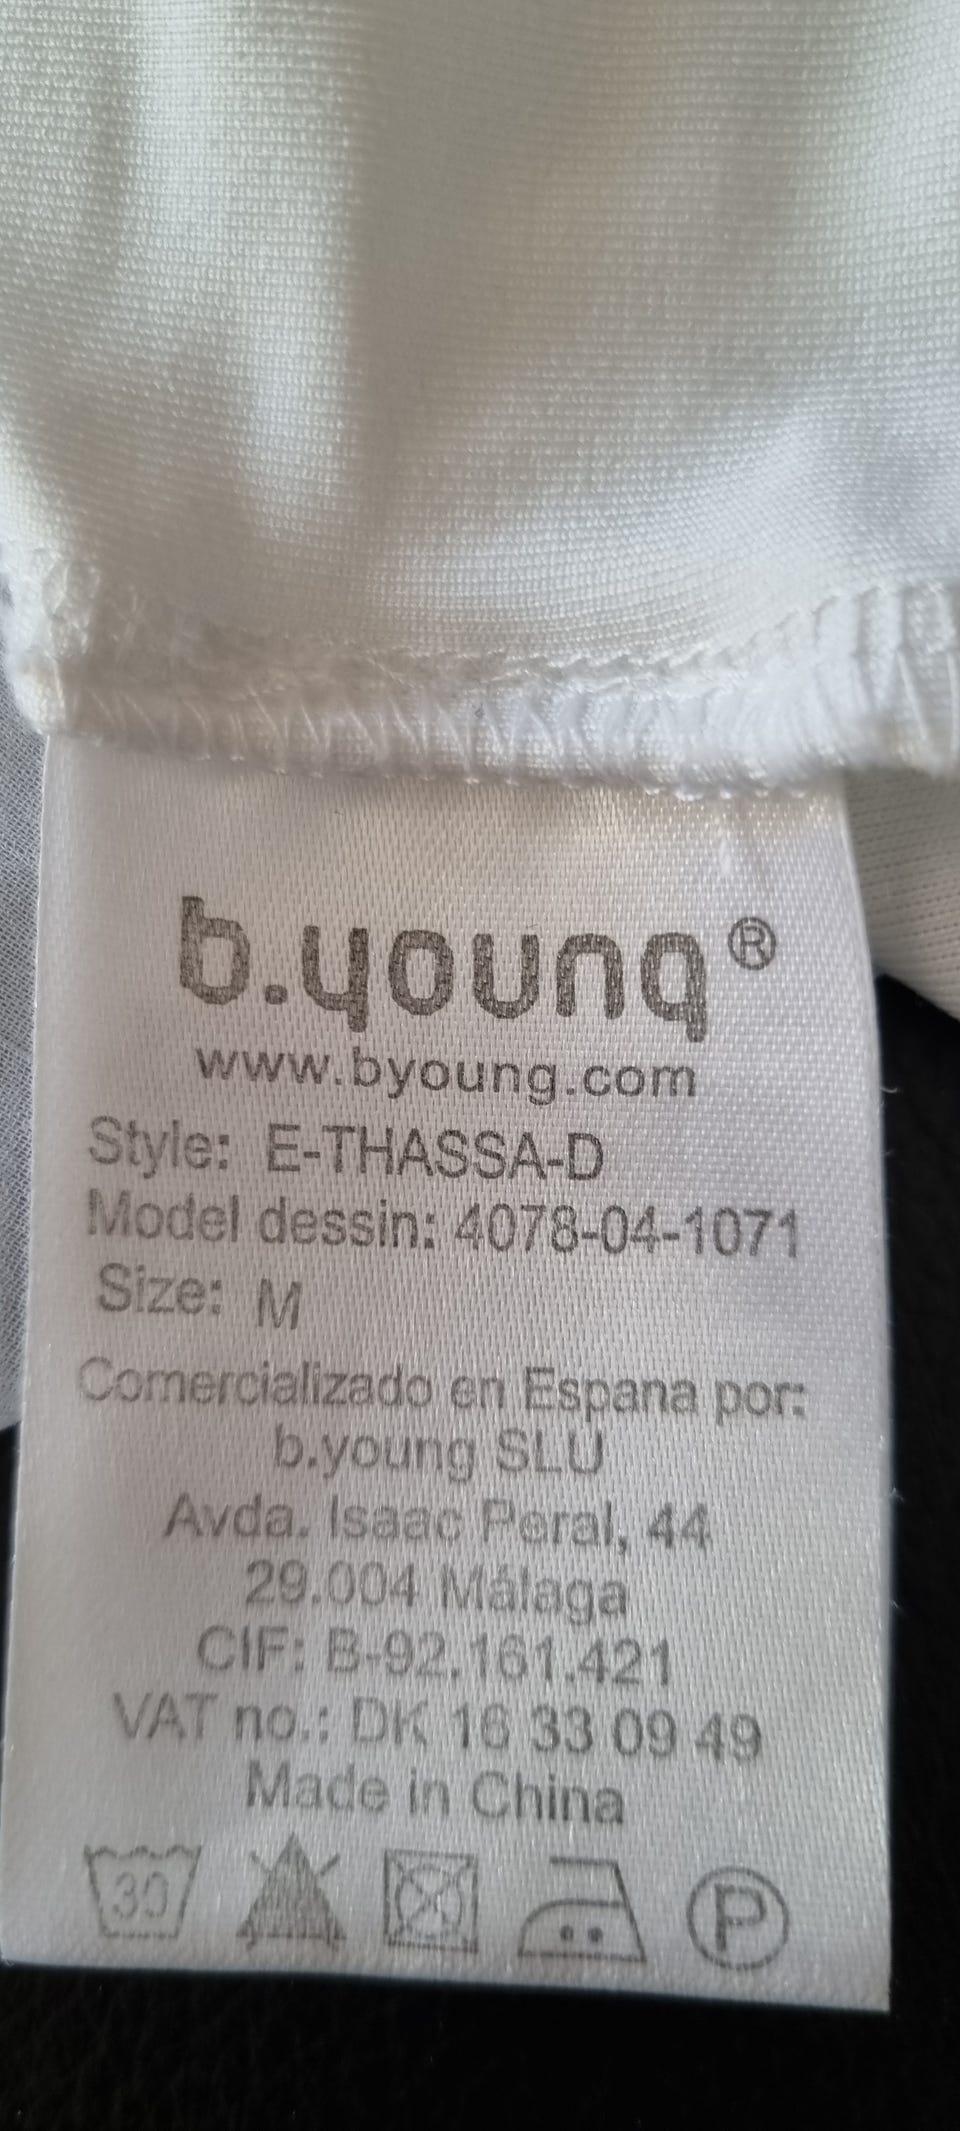 b.young®
www.byoung.com
Style: E-THASSA-D
Model dessin: 4078-04-1071
Size: M
Comercializado en Espana por:
b.young SLU
Avda. Isaac Peral, 44
29.004 Málaga
CIF: B-92.161.421
VAT no.: DK 16 33 09 49
Made in China
30 P